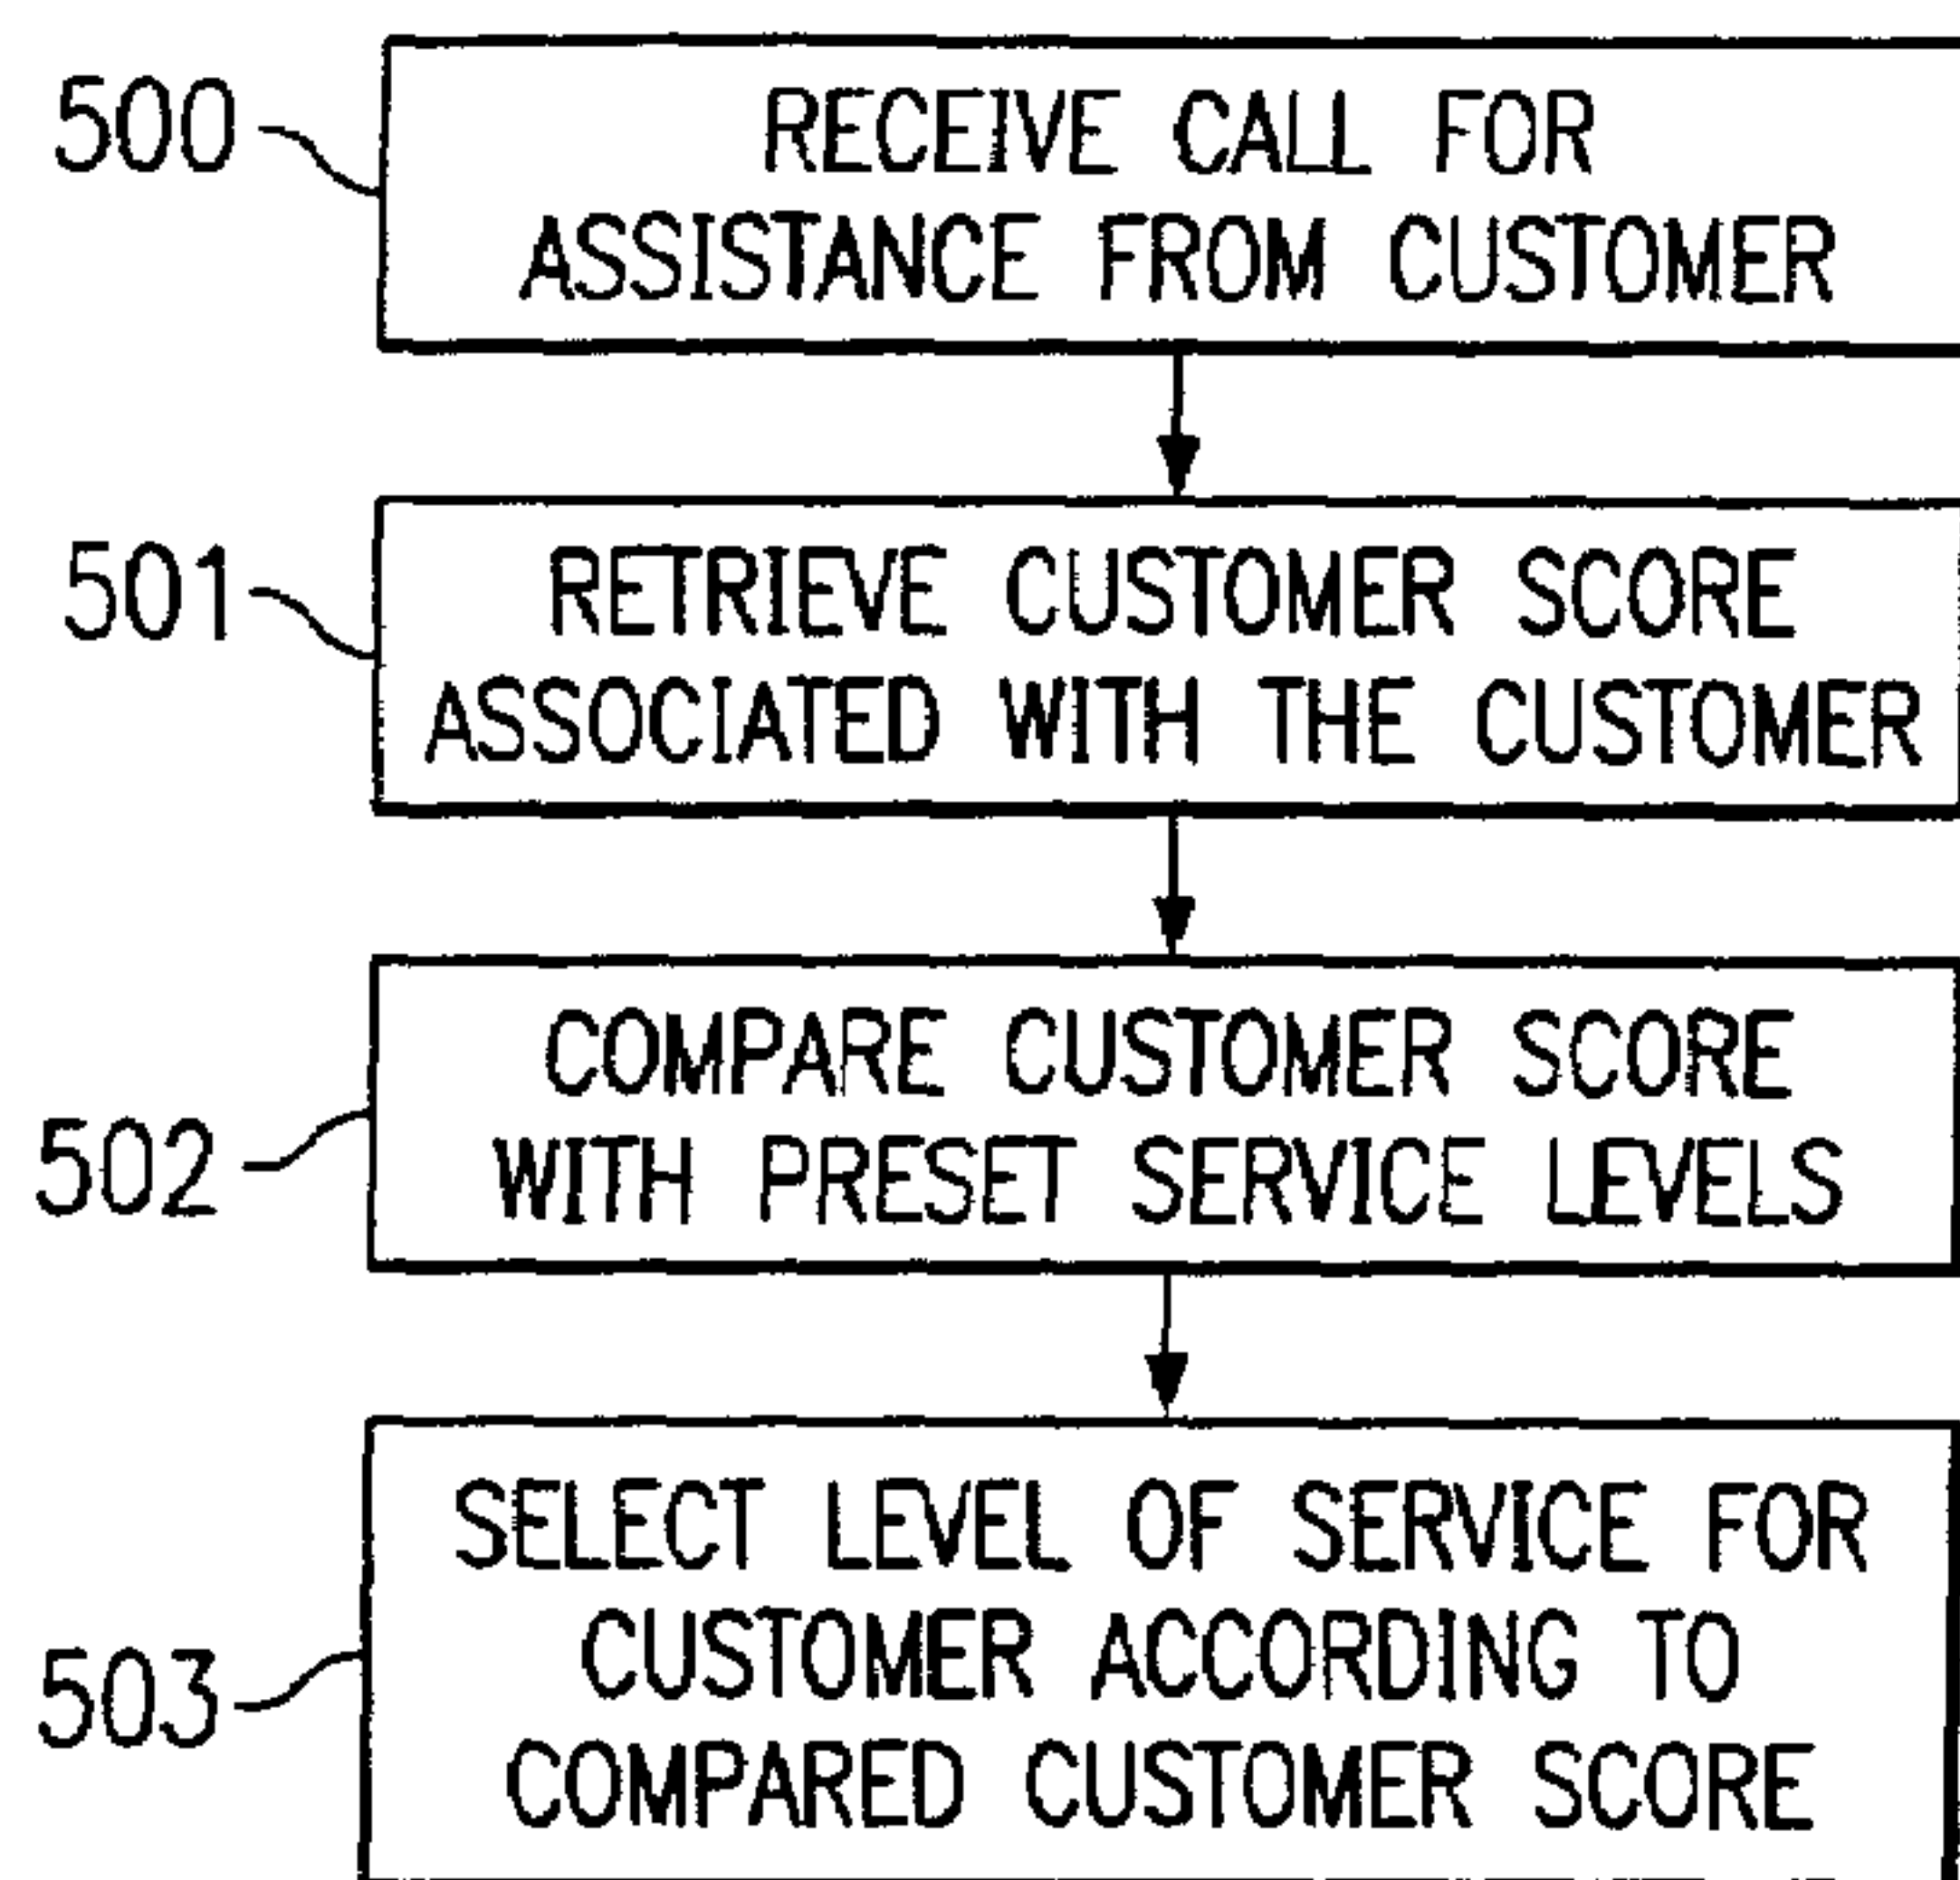 500
RECEIVE CALL FOR
ASSISTANCE FROM CUSTOMER
501
RETRIEVE CUSTOMER SCORE
ASSOCIATED WITH THE CUSTOMER
502
COMPARE CUSTOMER SCORE
WITH PRESET SERVICE LEVELS
503
SELECT LEVEL OF SERVICE FOR
CUSTOMER ACCORDING TO
COMPARED CUSTOMER SCORE